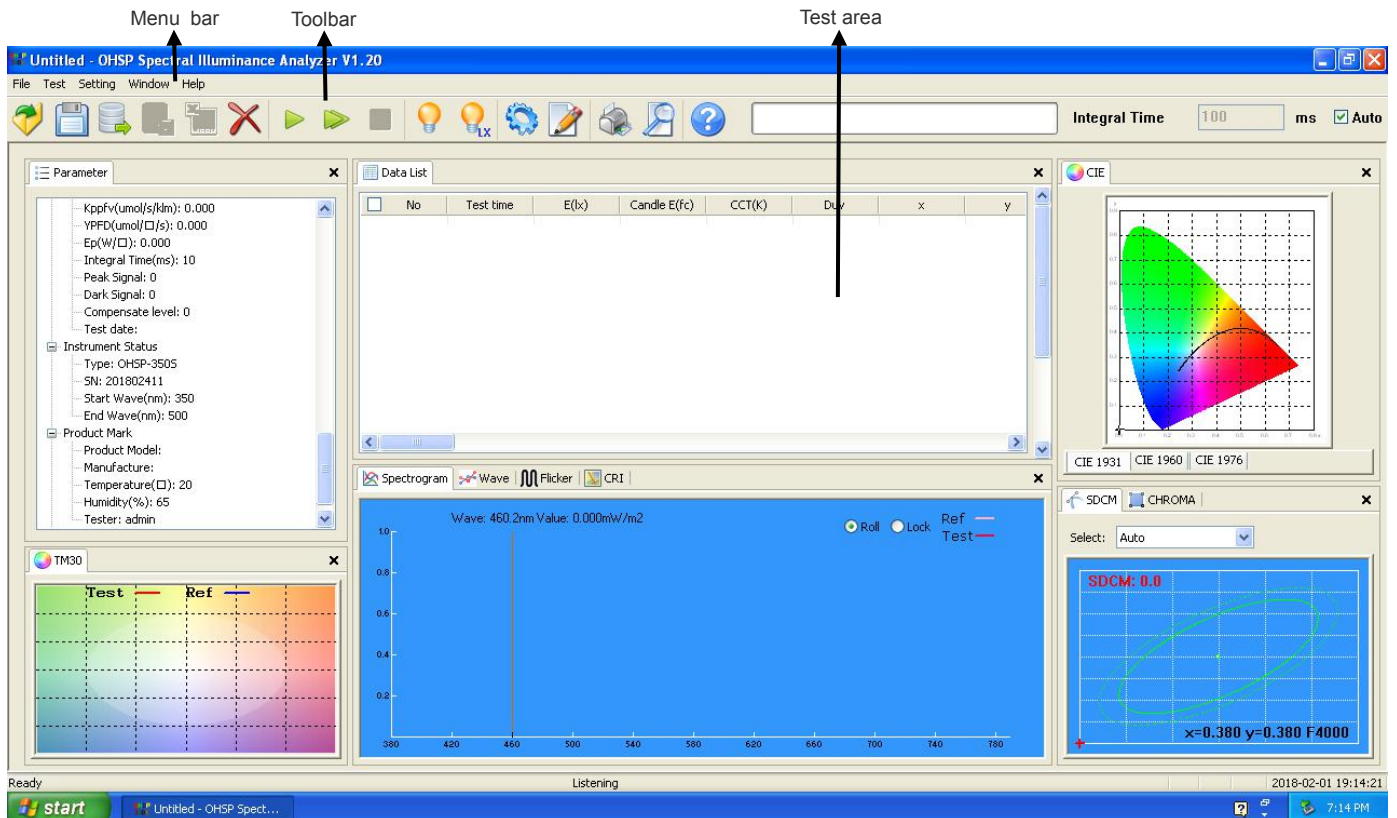 Menu bar
Toolbar
Test area
Untitled - OHSP Spectral Illuminance Analyzer V1.20
File Test Setting Window Help
LX
Integral Time 100 ms Auto
Parameter
Kppfv(umol/s/klm): 0.000
YPFD(umol/□/s): 0.000
Ep(W/□): 0.000
Integral Time(ms): 10
Peak Signal: 0
Dark Signal: 0
Compensate level: 0
Test date:
Instrument Status
Type: OHSP-350S
SN: 201802411
Start Wave(nm): 350
End Wave(nm): 500
Product Mark
Product Model:
Manufacture:
Temperature(□): 20
Humidity(%): 65
Tester: admin
TM30
Test Ref
Data List
No Test time E(lx) Candle E(fc) CCT(K) Duv x y
Spectrogram Wave Flicker CRI
Wave: 460.2nm Value: 0.000mW/m2
Roll Lock
Ref
Test
1.0
0.8
0.6
0.4
0.2
380 420 460 500 540 580 620 660 700 740 780
CIE
CIE 1931 CIE 1960 CIE 1976
SDCM CHROMA
Select: Auto
SDCM: 0.0
x=0.380 y=0.380 F4000
Ready
Listening
2018-02-01 19:14:21
start
Untitled - OHSP Spect...
7:14 PM